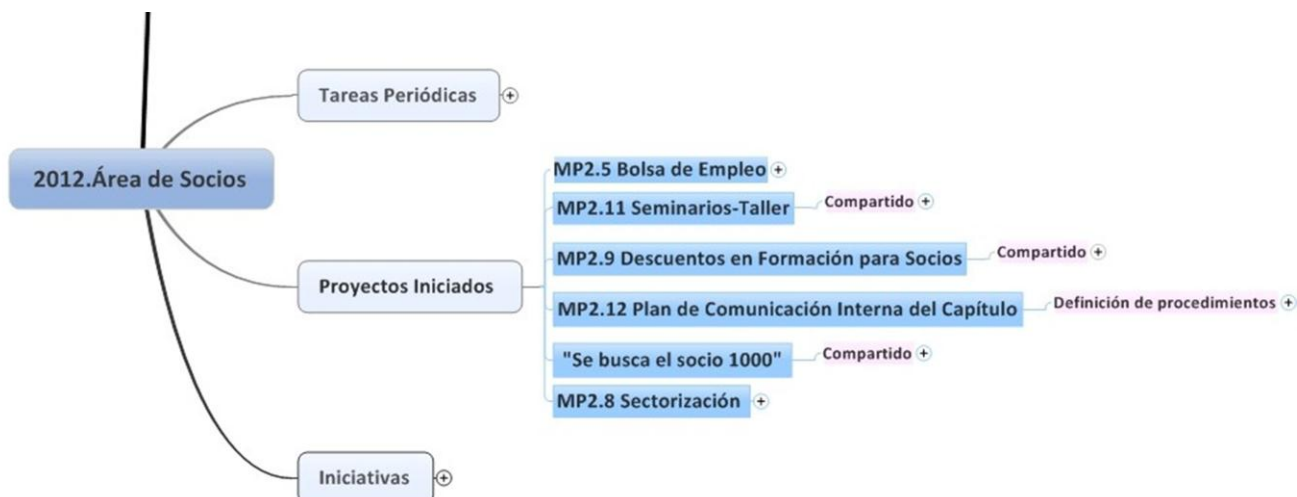 Tareas Periódicas
2012.Área de Socios
MP2.5 Bolsa de Empleo
MP2.11 Seminarios-Taller
Compartido
MP2.9 Descuentos en Formación para Socios
Compartido
Proyectos Iniciados
MP2.12 Plan de Comunicación Interna del Capítulo
Definición de procedimientos
"Se busca el socio 1000"
Compartido
MP2.8 Sectorización
Iniciativas